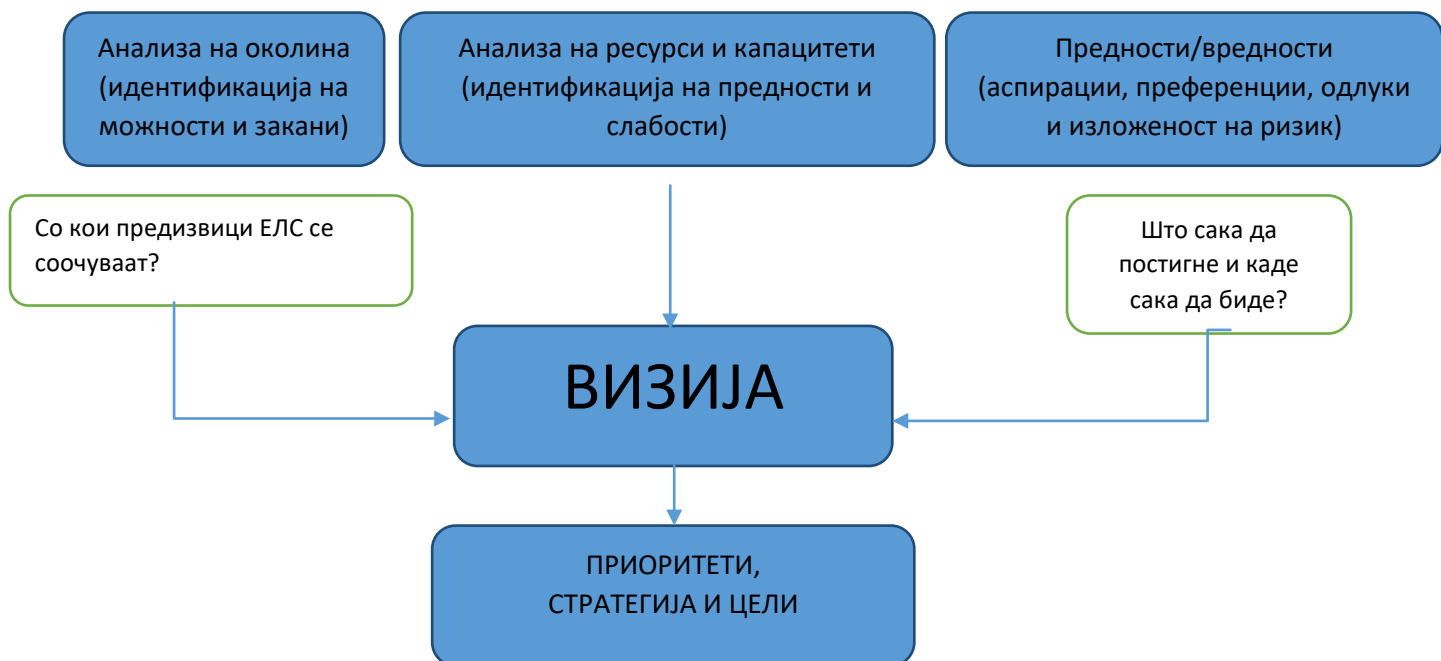 Анализа на околина
(идентификација на
можности и закани)
Анализа на ресурси и капацитети
(идентификација на предности и
слабости)
Предности/вредности
(аспирации, преференции, одлуки
и изложеност на ризик)
Со кои предизвици ЕЛС се
соочуваат?
Што сака да
постигне и каде
сака да биде?
ВИЗИЈА
ПРИОРИТЕТИ,
СТРАТЕГИЈА И ЦЕЛИ